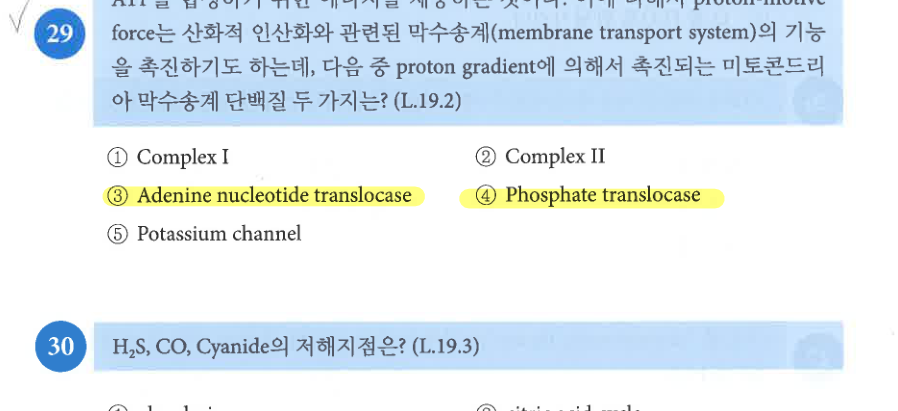 29
force는 산화적 인산화와 관련된 막수송계(membrane transport system)의 기능
을 촉진하기도 하는데, 다음 중 proton gradient에 의해서 촉진되는 미토콘드리
아 막수송계 단백질 두 가지는? (L.19.2)
① Complex I
② Complex II
③ Adenine nucleotide translocase
④ Phosphate translocase
⑤ Potassium channel
30
H₂S, CO, Cyanide의 저해지점은? (L.19.3)